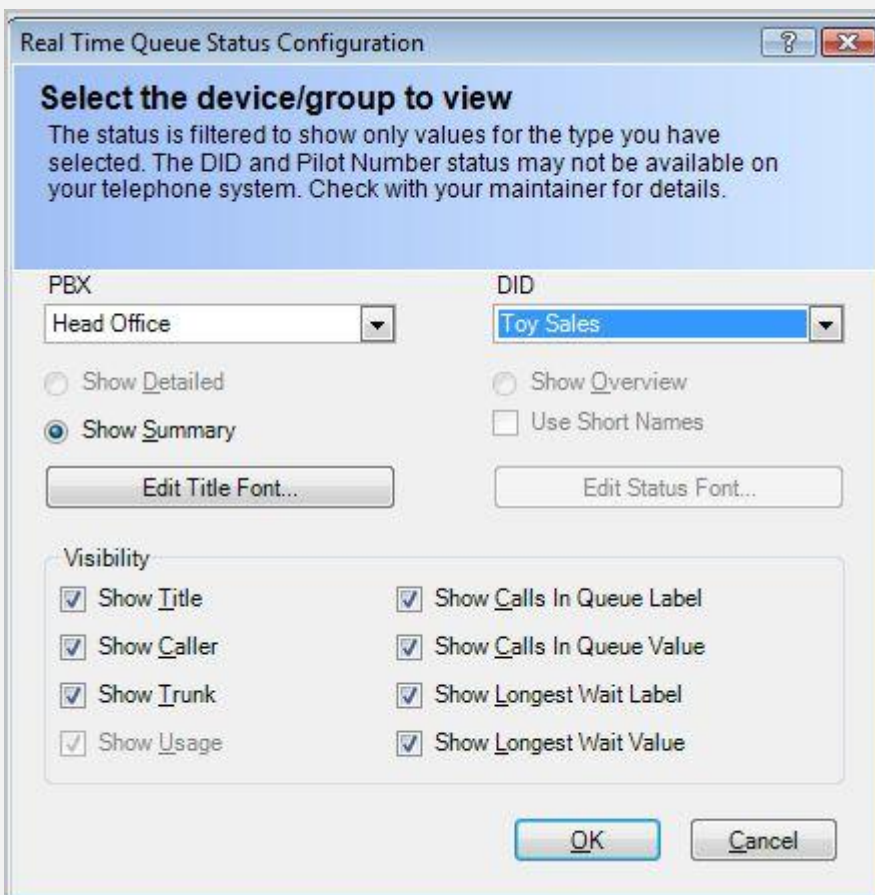 Real Time Queue Status Configuration
Select the device/group to view
The status is filtered to show only values for the type you have
selected. The DID and Pilot Number status may not be available on
your telephone system. Check with your maintainer for details.
PBX
DID
Head Office
Toy Sales
Show Detailed
Show Overview
Show Summary
Use Short Names
Edit Title Font...
Edit Status Font...
Visibility
Show Title
Show Calls In Queue Label
Show Caller
Show Calls In Queue Value
Show Trunk
Show Longest Wait Label
Show Usage
Show Longest Wait Value
OK
Cancel